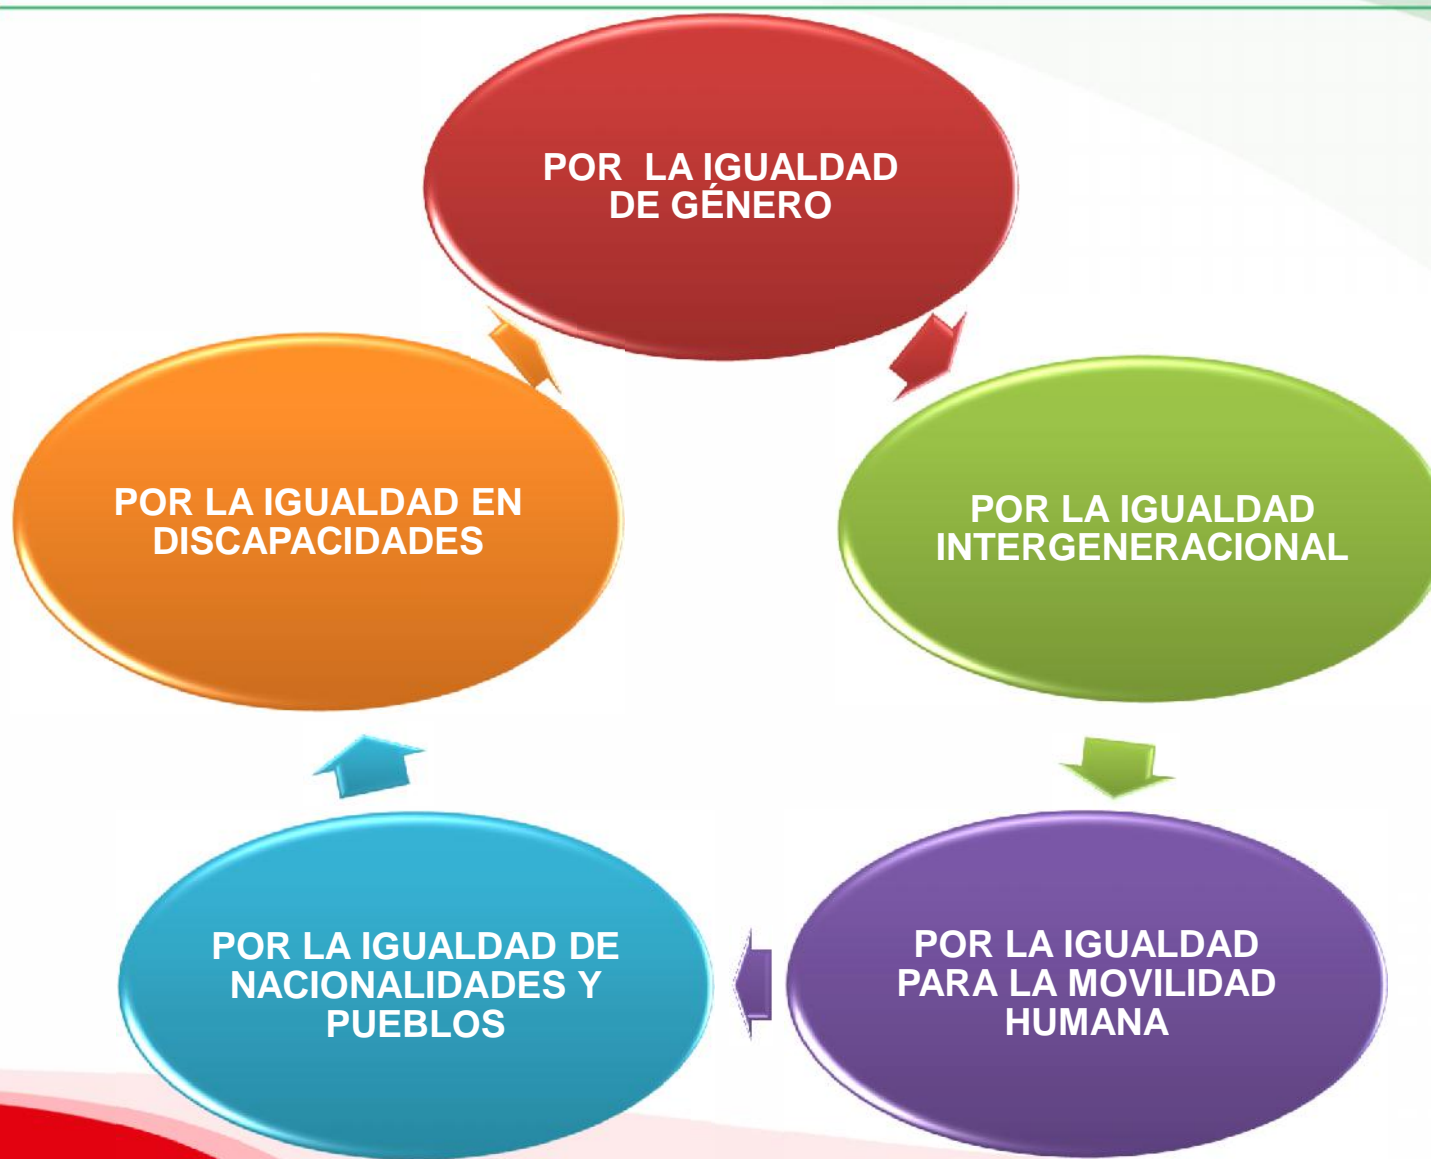 POR LA IGUALDAD
DE GÉNERO
POR LA IGUALDAD EN
DISCAPACIDADES
POR LA IGUALDAD
INTERGENERACIONAL
POR LA IGUALDAD DE
NACIONALIDADES Y
PUEBLOS
POR LA IGUALDAD
PARA LA MOVILIDAD
HUMANA